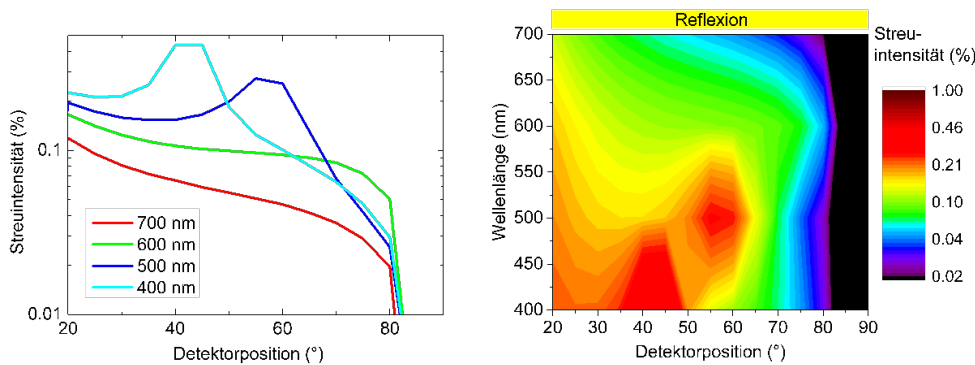 Streuintensität (%)
0.1
0.01
700 nm
600 nm
500 nm
400 nm
20 40 60 80
Detektorposition (°)
Reflexion
Wellenlänge (nm)
700
650
600
550
500
450
400
20 30 40 50 60 70 80 90
Detektorposition (°)
Streu-
intensität (%)
1.00
0.46
0.21
0.10
0.04
0.02